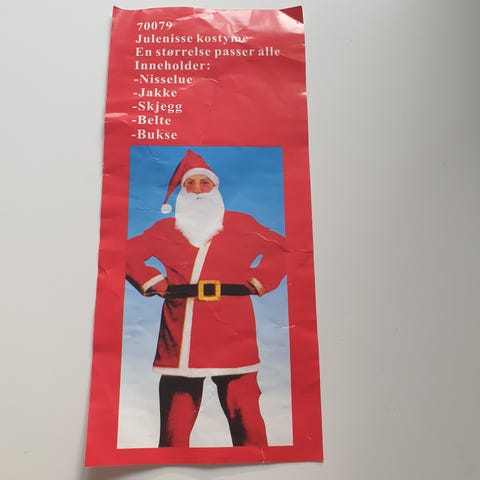 70079
Julenisse kostyme
En størrelse passer alle
Inneholder:
-Nisselue
-Jakke
-Skjegg
-Belte
-Bukse